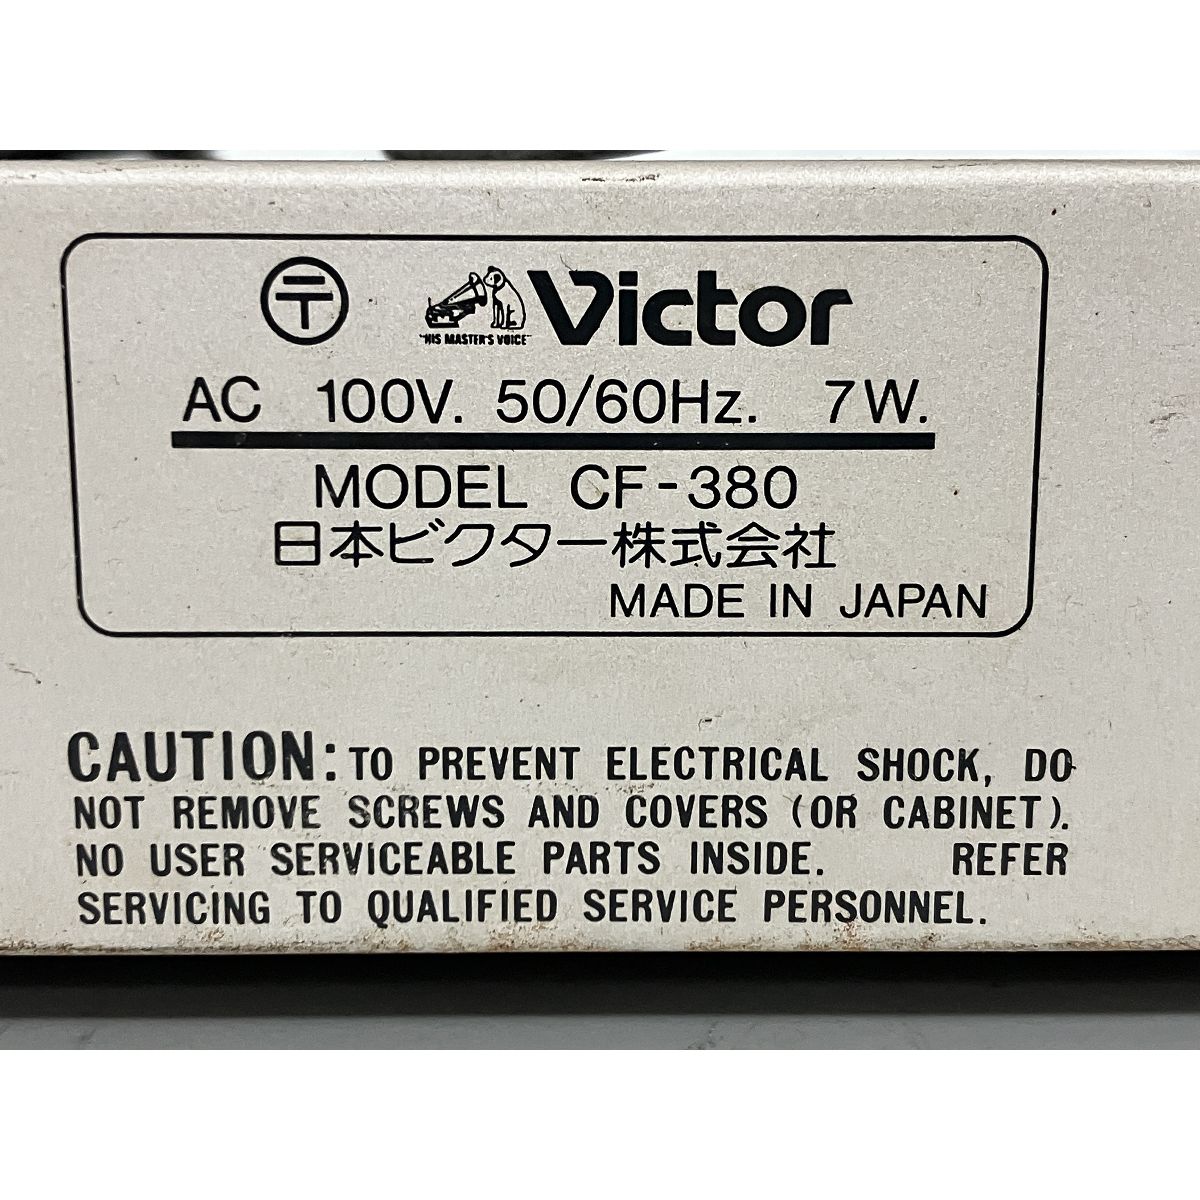 〒 "HIS MASTER'S VOICE" Victor
AC 100V. 50/60Hz. 7W.
MODEL CF-380
日本ビクター株式会社
MADE IN JAPAN
CAUTION: TO PREVENT ELECTRICAL SHOCK, DO
NOT REMOVE SCREWS AND COVERS (OR CABINET).
NO USER SERVICEABLE PARTS INSIDE. REFER
SERVICING TO QUALIFIED SERVICE PERSONNEL.